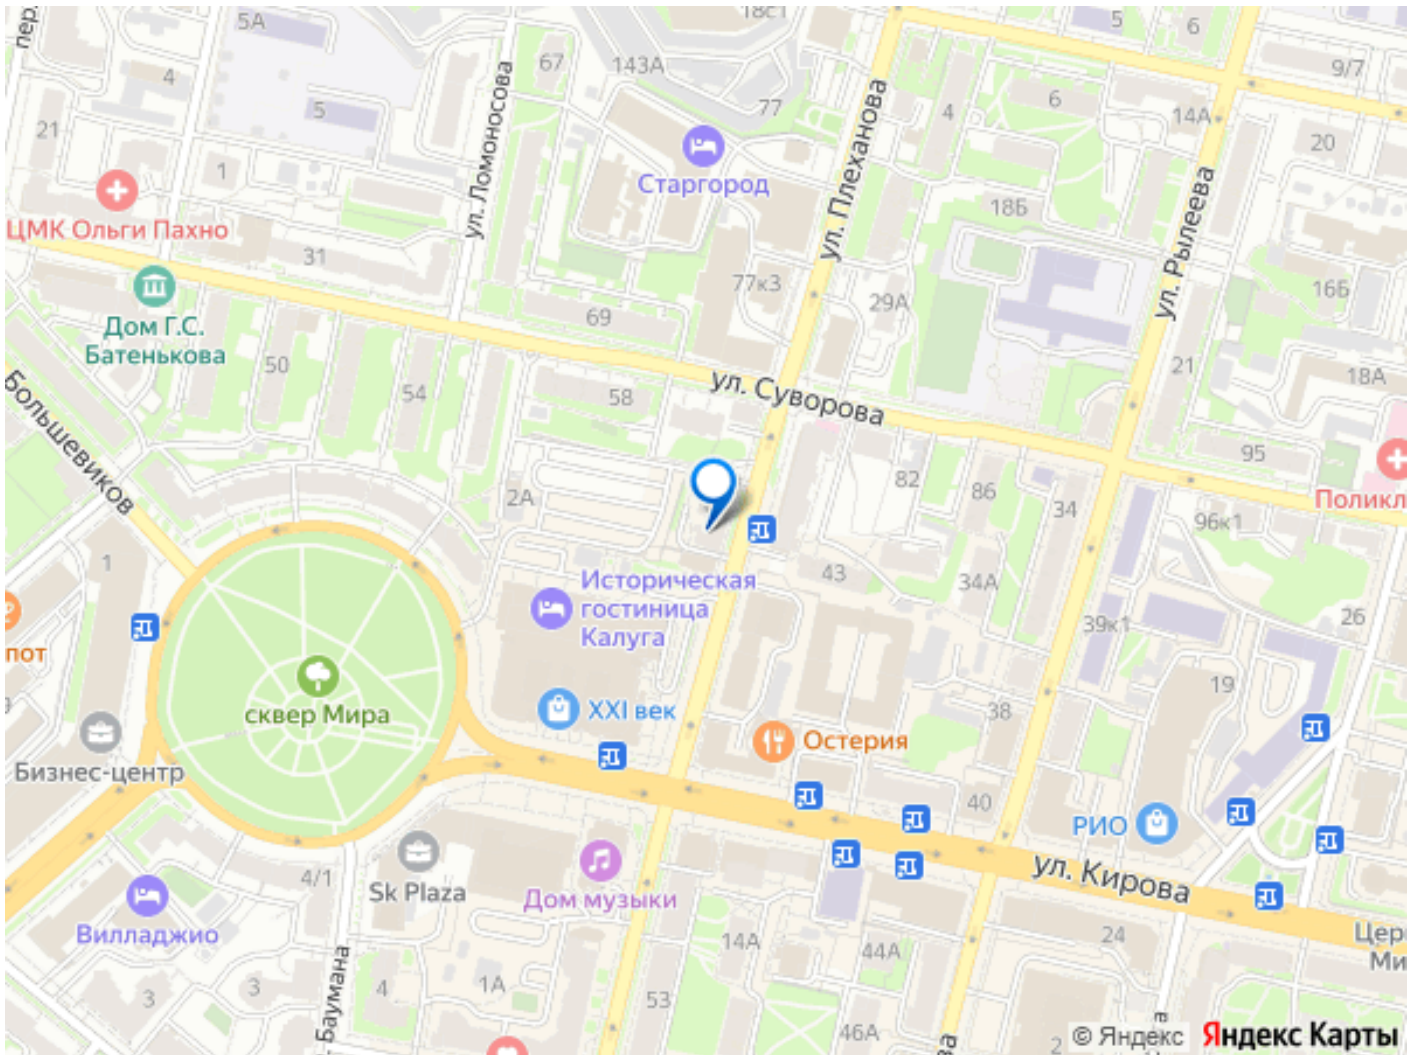 5А
67
18с1
5
6
пер.
4
143А
77
ул. Плеханова
4
6
14А
9/7
21
5
ул. Ломоносова
20
1
Старгород
ул. Рылеева
ЦМК Ольги Пахно
18Б
31
77к3
29А
16Б
Дом Г.С.
Батенькова
69
50
54
58
ул. Суворова
21
18А
Большевиков
95
2А
82
86
34
Поликл
96к1
1
Историческая
гостиница
Калуга
43
34А
39к1
26
пот
сквер Мира
XXI век
Остерия
38
19
Бизнес-центр
40
РИО
4/1
Sk Plaza
Дом музыки
ул. Кирова
Вилладжио
14А
44А
24
Цер
Ми
3
3
4
1А
53
46А
Баумана
2
© Яндекс
Яндекс Карты